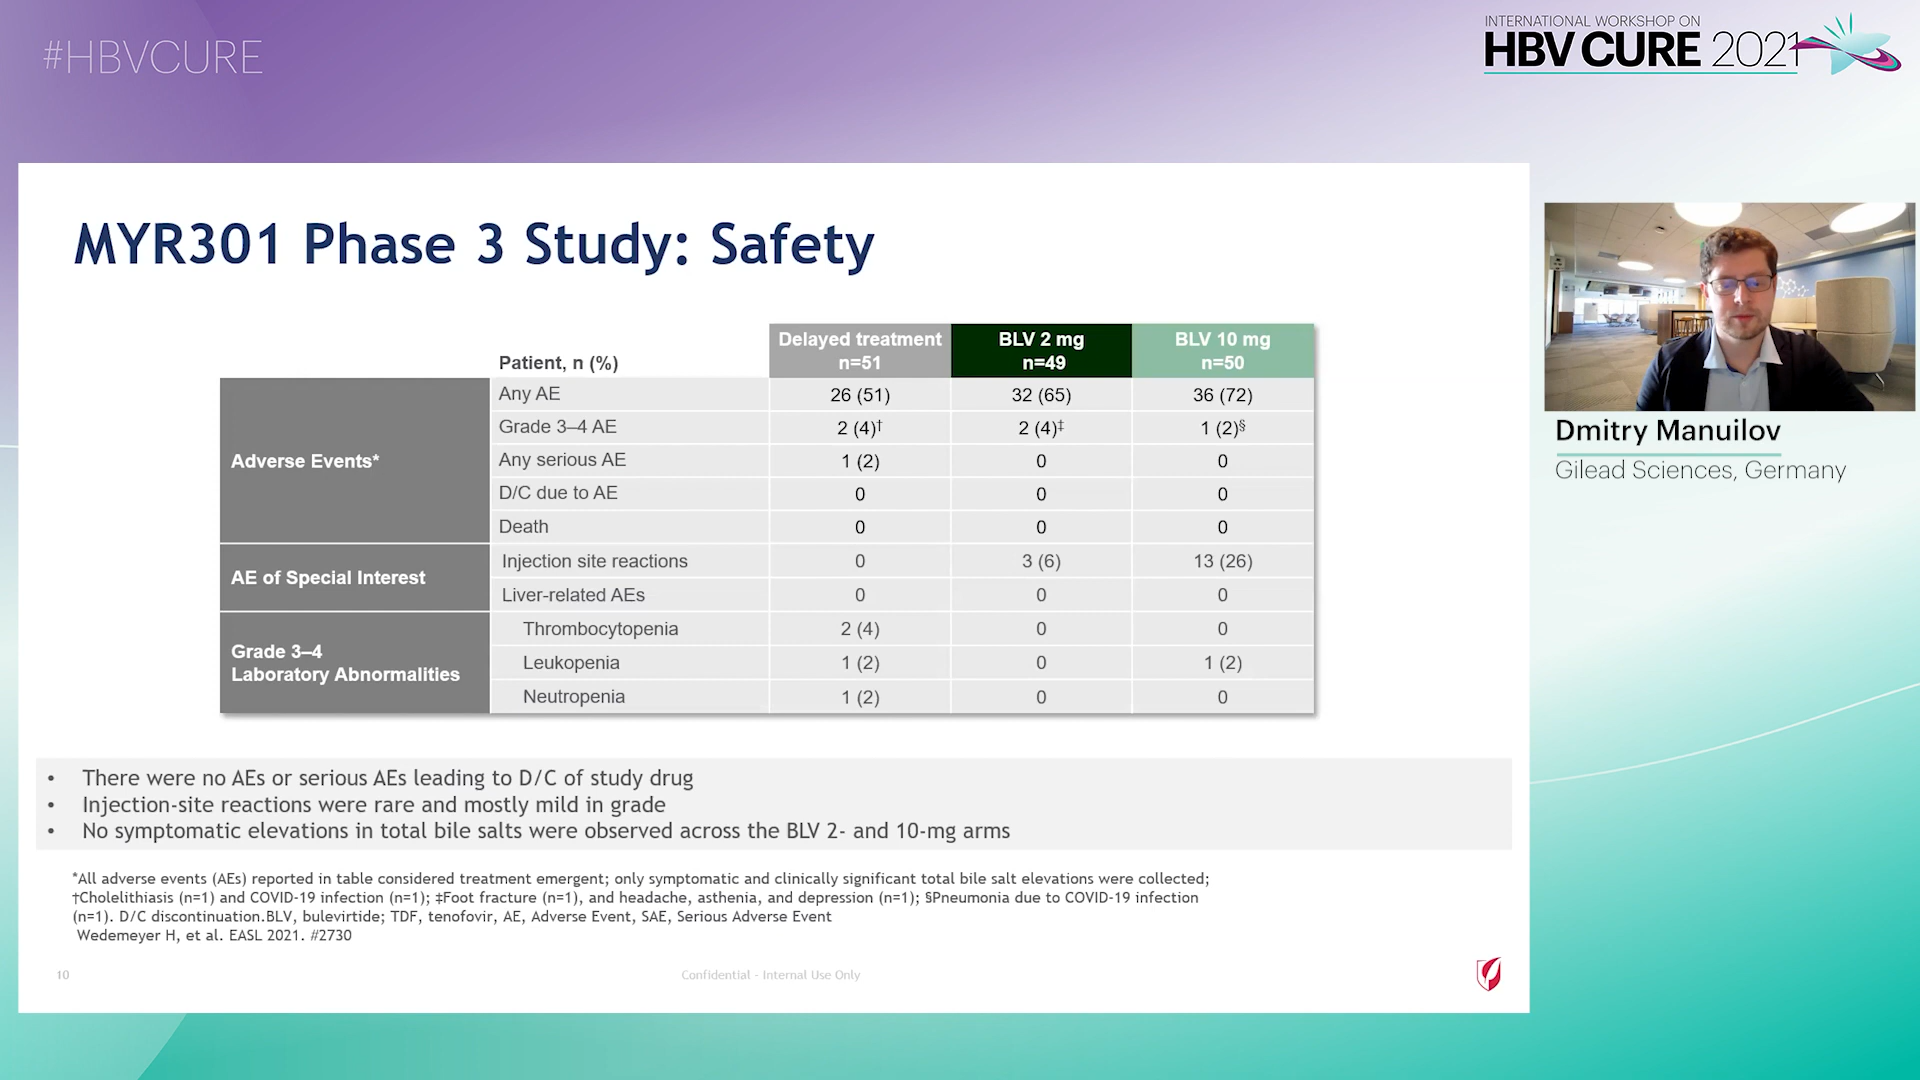 #HBVCURE
INTERNATIONAL WORKSHOP ON
HBV CURE 2021
MYR301 Phase 3 Study: Safety
Patient, n (%)
Delayed treatment
n=51
BLV 2 mg
n=49
BLV 10 mg
n=50
Adverse Events*
Any AE 26 (51) 32 (65) 36 (72)
Grade 3–4 AE 2 (4)† 2 (4)‡ 1 (2)§
Any serious AE 1 (2) 0 0
D/C due to AE 0 0 0
Death 0 0 0
AE of Special Interest
Injection site reactions 0 3 (6) 13 (26)
Liver-related AEs 0 0 0
Grade 3–4
Laboratory Abnormalities
Thrombocytopenia 2 (4) 0 0
Leukopenia 1 (2) 0 1 (2)
Neutropenia 1 (2) 0 0
• There were no AEs or serious AEs leading to D/C of study drug
• Injection-site reactions were rare and mostly mild in grade
• No symptomatic elevations in total bile salts were observed across the BLV 2- and 10-mg arms
*All adverse events (AEs) reported in table considered treatment emergent; only symptomatic and clinically significant total bile salt elevations were collected;
†Cholelithiasis (n=1) and COVID-19 infection (n=1); ‡Foot fracture (n=1), and headache, asthenia, and depression (n=1); §Pneumonia due to COVID-19 infection
(n=1). D/C discontinuation.BLV, bulevirtide; TDF, tenofovir, AE, Adverse Event, SAE, Serious Adverse Event
Wedemeyer H, et al. EASL 2021. #2730
10
Confidential - Internal Use Only
Dmitry Manuilov
Gilead Sciences, Germany